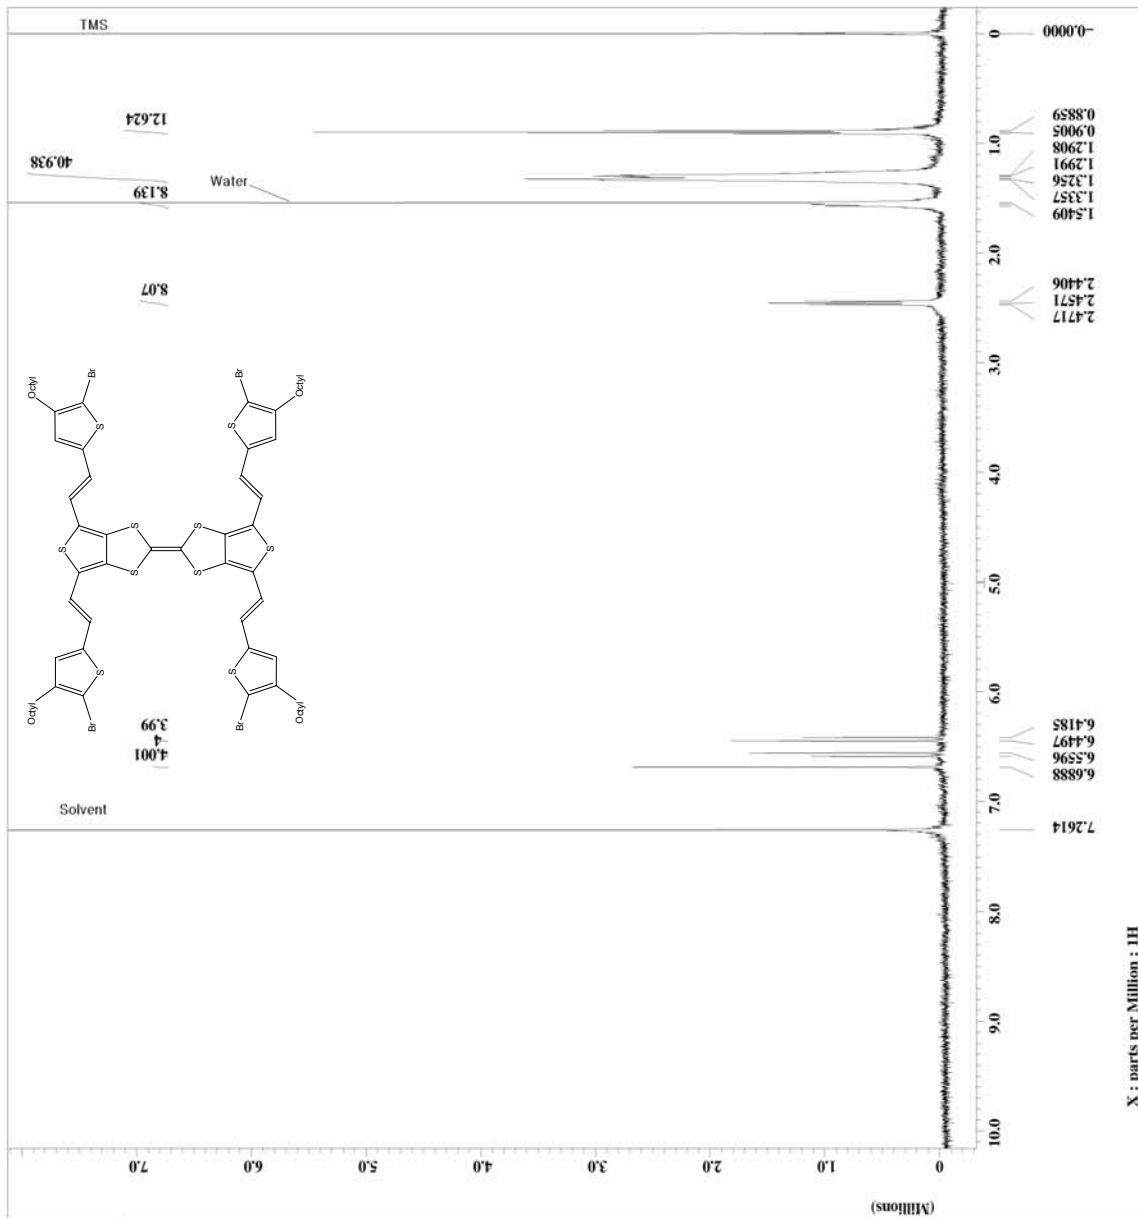 TMS
12.624
40.938
8.139
Water
8.07
3.99
4
4.001
Solvent
Octyl
Br
Br
Octyl
S
S
S
S
S
S
S
S
S
S
Octyl
Br
Br
Octyl
-0.0000
0.8859
0.9005
1.2908
1.2991
1.3256
1.3357
1.5409
2.4406
2.4571
2.4717
6.4185
6.4497
6.5596
6.6888
7.2614
0
1.0
2.0
3.0
4.0
5.0
6.0
7.0
8.0
9.0
10.0
X : parts per Million : 1H
7.0
6.0
5.0
4.0
3.0
2.0
1.0
0
(Millions)